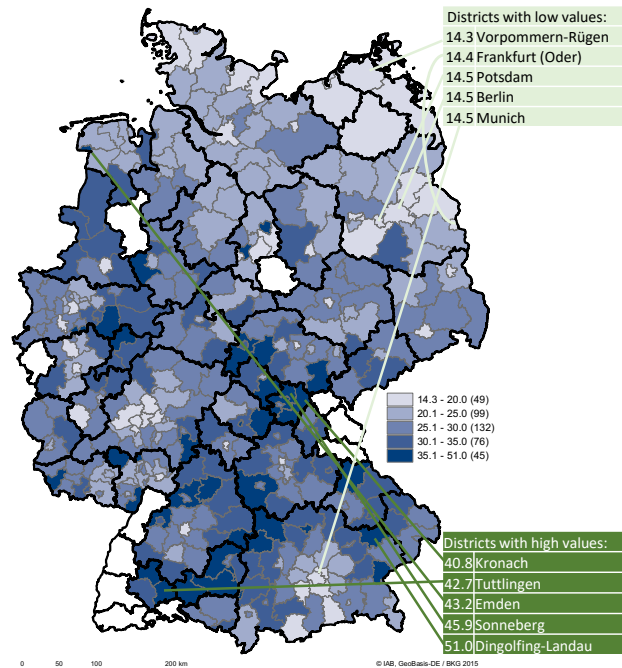 Districts with low values:
14.3 Vorpommern-Rügen
14.4 Frankfurt (Oder)
14.5 Potsdam
14.5 Berlin
14.5 Munich
14.3 - 20.0 (49)
20.1 - 25.0 (99)
25.1 - 30.0 (132)
30.1 - 35.0 (76)
35.1 - 51.0 (45)
Districts with high values:
40.8 Kronach
42.7 Tuttlingen
43.2 Emden
45.9 Sonneberg
51.0 Dingolfing-Landau
0 50 100 200 km
© IAB, GeoBasis-DE / BKG 2015